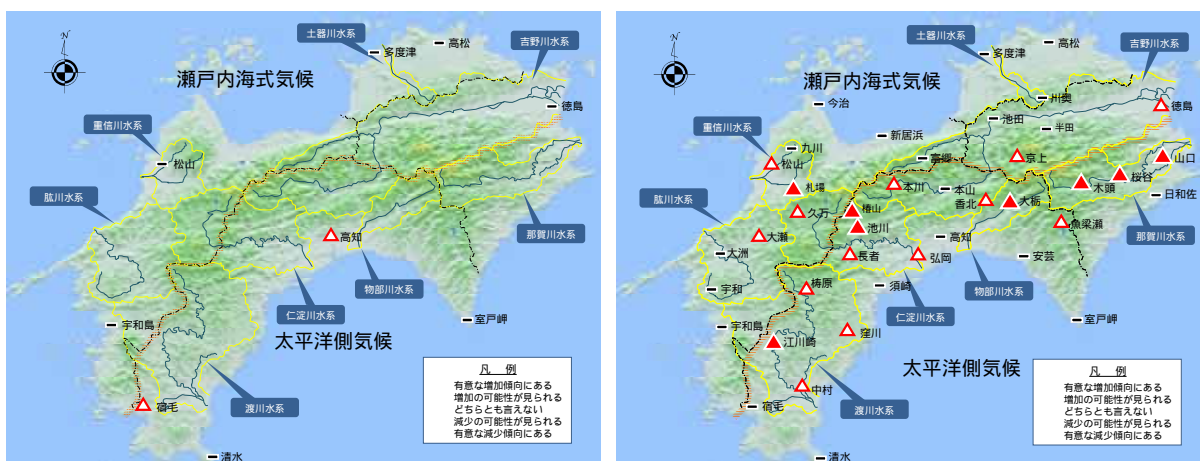 N
土器川水系
多度津
高松
吉野川水系
瀬戸内海式気候
徳島
重信川水系
松山
肱川水系
高知
那賀川水系
物部川水系
仁淀川水系
室戸岬
宇和島
太平洋側気候
宿毛
渡川水系
清水
凡 例
有意な増加傾向にある
増加の可能性が見られる
どちらとも言えない
減少の可能性が見られる
有意な減少傾向にある
N
土器川水系
多度津
高松
吉野川水系
瀬戸内海式気候
今治
川奥
徳島
池田
半田
重信川水系
新居浜
九川
松山
富郷
京上
山口
札場
本川
本山
木頭
桜谷
日和佐
肱川水系
久万
椿山
香北
大栃
魚梁瀬
大瀬
池川
高知
那賀川水系
大洲
長者
弘岡
安芸
宇和
梼原
須崎
物部川水系
仁淀川水系
室戸岬
宇和島
江川崎
窪川
太平洋側気候
中村
宿毛
渡川水系
清水
凡 例
有意な増加傾向にある
増加の可能性が見られる
どちらとも言えない
減少の可能性が見られる
有意な減少傾向にある